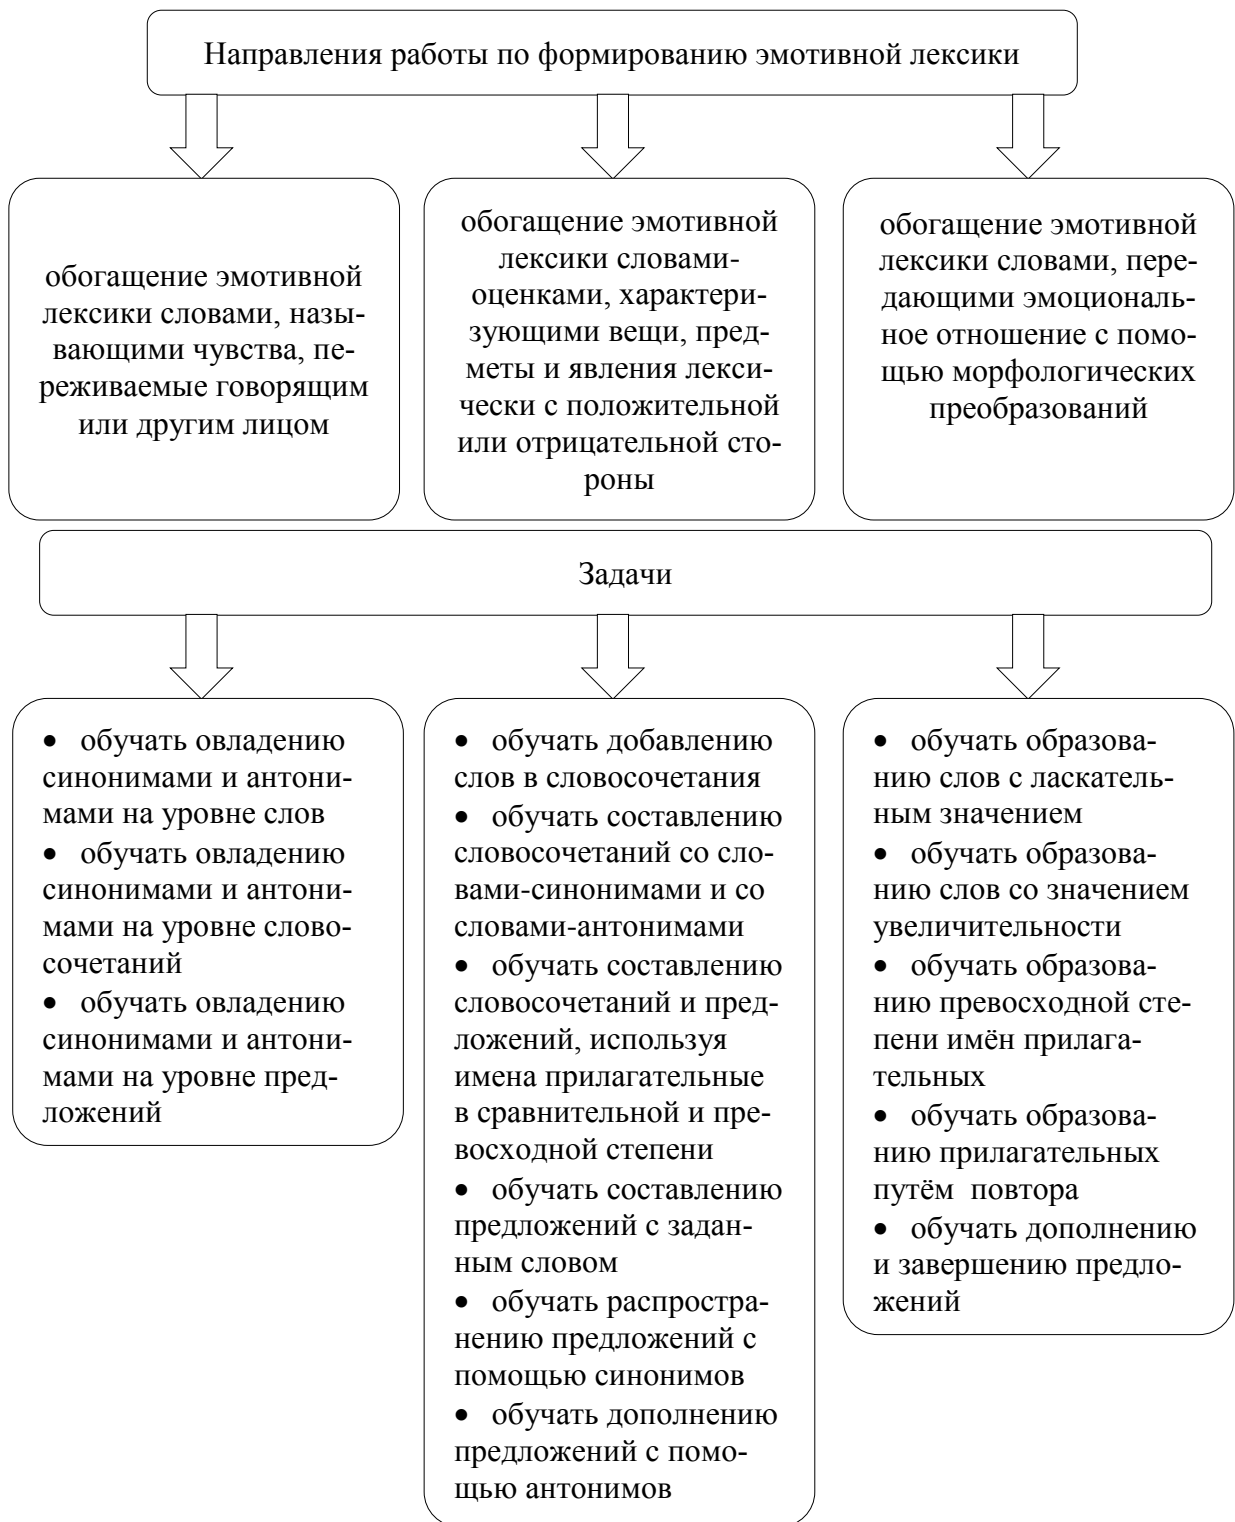 Направления работы по формированию эмотивной лексики
обогащение эмотивной
лексики словами, назы-
вающими чувства, пе-
реживаемые говорящим
или другим лицом
обогащение эмотивной
лексики словами-
оценками, характери-
зующими вещи, пред-
меты и явления лекси-
чески с положительной
или отрицательной сто-
роны
обогащение эмотивной
лексики словами, пере-
дающими эмоциональ-
ное отношение с помо-
щью морфологических
преобразований
Задачи
• обучать овладению
синонимами и антони-
мами на уровне слов
• обучать овладению
синонимами и антони-
мами на уровне слово-
сочетаний
• обучать овладению
синонимами и антони-
мами на уровне пред-
ложений
• обучать добавлению
слов в словосочетания
• обучать составлению
словосочетаний со сло-
вами-синонимами и со
словами-антонимами
• обучать составлению
словосочетаний и пред-
ложений, используя
имена прилагательные
в сравнительной и пре-
восходной степени
• обучать составлению
предложений с задан-
ным словом
• обучать распростра-
нению предложений с
помощью синонимов
• обучать дополнению
предложений с помо-
щью антонимов
• обучать образова-
нию слов с ласкатель-
ным значением
• обучать образова-
нию слов со значением
увеличительности
• обучать образова-
нию превосходной сте-
пени имён прилага-
тельных
• обучать образова-
нию прилагательных
путём повтора
• обучать дополнению
и завершению предло-
жений